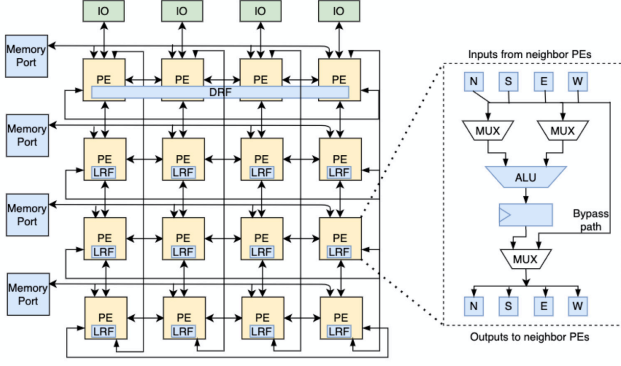 IO IO IO IO
Memory
Port
PE PE PE PE
DRF
Memory
Port
PE PE PE PE
LRF LRF LRF LRF
Memory
Port
PE PE PE PE
LRF LRF LRF LRF
Memory
Port
PE PE PE PE
LRF LRF LRF LRF
Inputs from neighbor PEs
N S E W
MUX MUX
ALU
Bypass
path
MUX
N S E W
Outputs to neighbor PEs